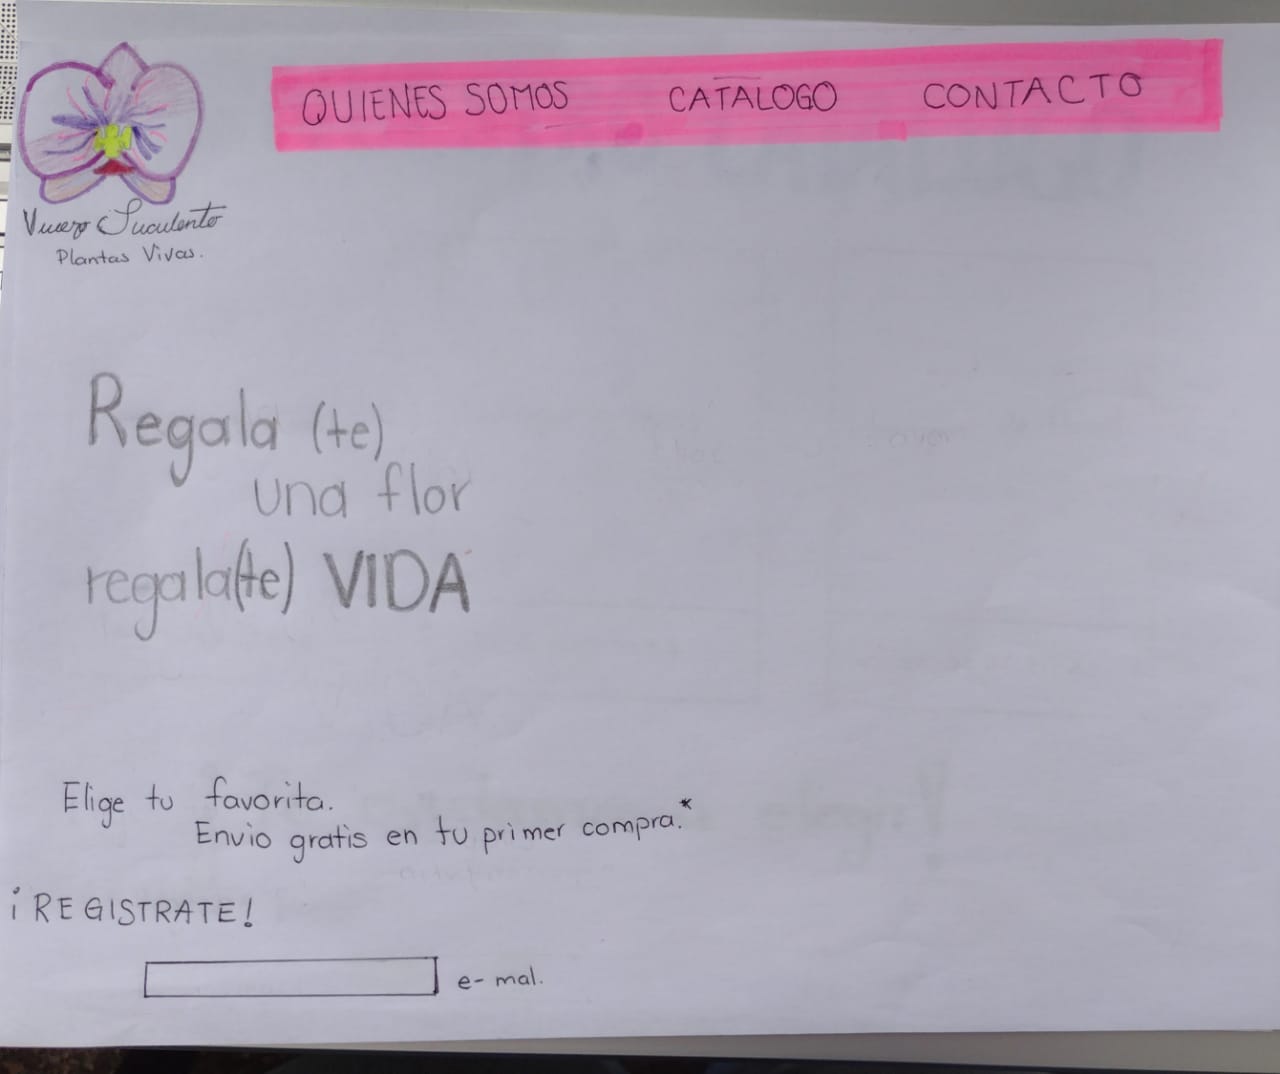 QUIENES SOMOS CATALOGO CONTACTO
Vivero Suculento
Plantas Vivas.
Regala (te)
una flor
regala(te) VIDA
Elige tu favorita.
Envio gratis en tu primer compra.*
¡REGISTRATE!
e-mal.